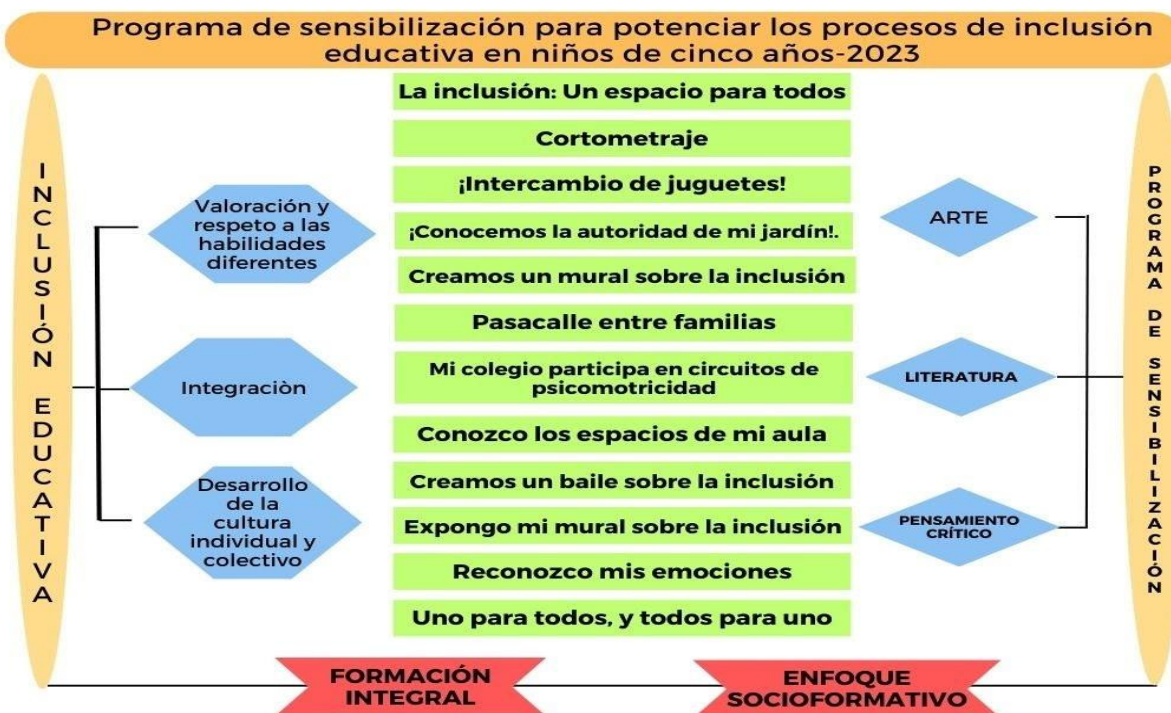 Programa de sensibilización para potenciar los procesos de inclusión
educativa en niños de cinco años-2023
INCLUSIÓN EDUCATIVA
Valoración y
respeto a las
habilidades
diferentes
Integraciòn
Desarrollo
de la
cultura
individual y
colectivo
La inclusión: Un espacio para todos
Cortometraje
¡Intercambio de juguetes!
¡Conocemos la autoridad de mi jardín!.
Creamos un mural sobre la inclusión
Pasacalle entre familias
Mi colegio participa en circuitos de
psicomotricidad
Conozco los espacios de mi aula
Creamos un baile sobre la inclusión
Expongo mi mural sobre la inclusión
Reconozco mis emociones
Uno para todos, y todos para uno
ARTE
LITERATURA
PENSAMIENTO
CRÍTICO
PROGRAMA DE SENSIBILIZACIÓN
FORMACIÓN
INTEGRAL
ENFOQUE
SOCIOFORMATIVO